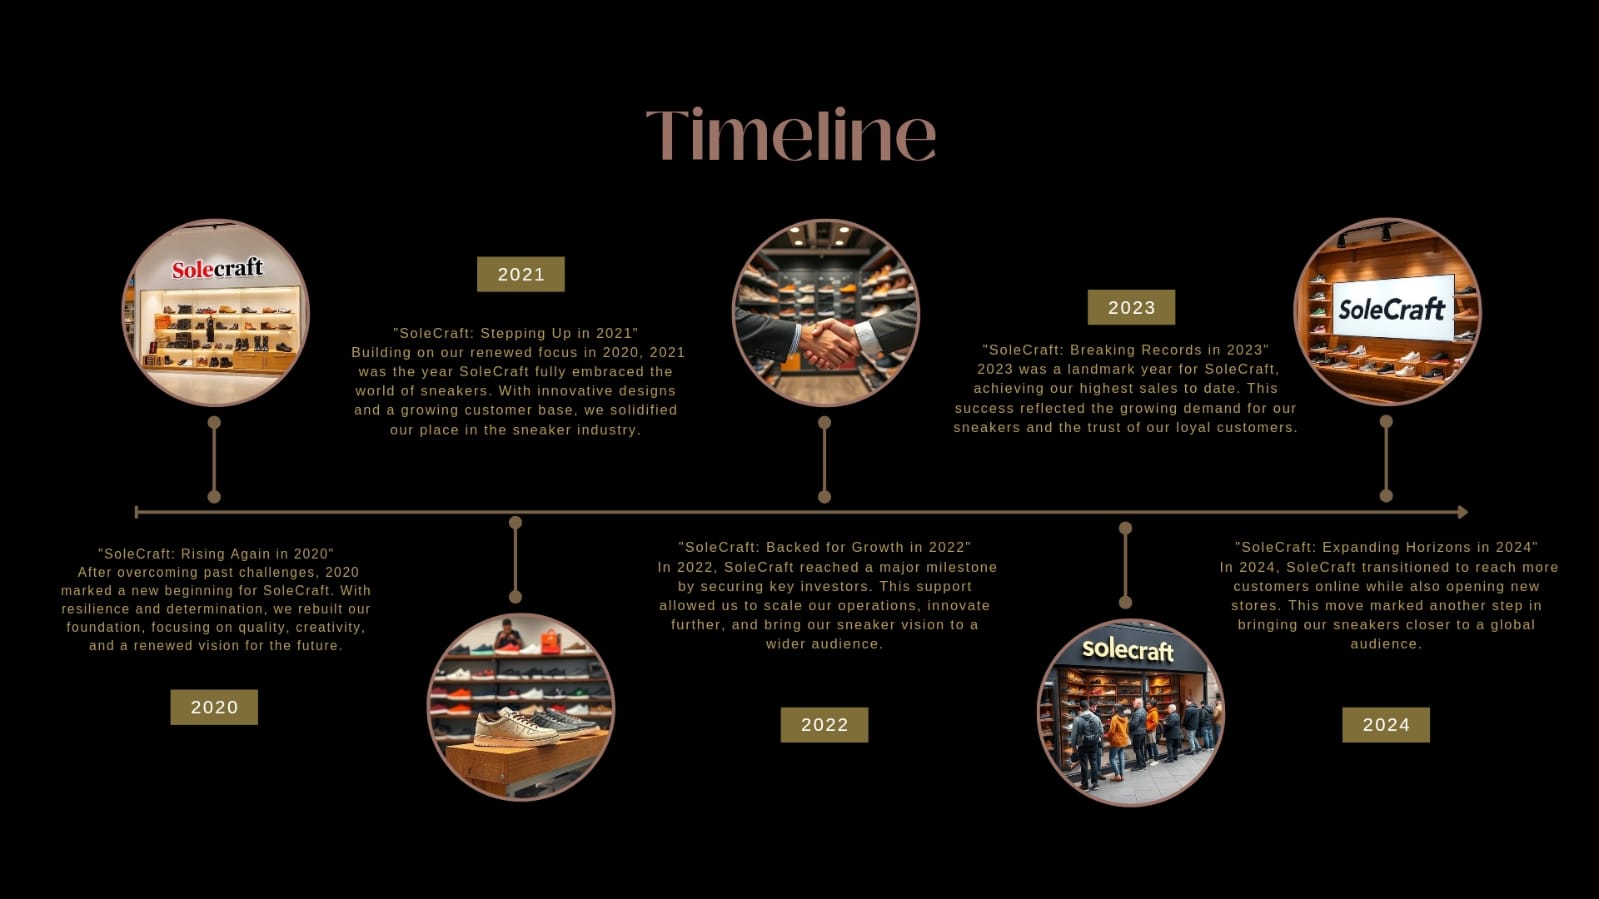 Timeline
Solecraft
"SoleCraft: Rising Again in 2020"
After overcoming past challenges, 2020
marked a new beginning for SoleCraft. With
resilience and determination, we rebuilt our
foundation, focusing on quality, creativity,
and a renewed vision for the future.
2020
2021
"SoleCraft: Stepping Up in 2021"
Building on our renewed focus in 2020, 2021
was the year SoleCraft fully embraced the
world of sneakers. With innovative designs
and a growing customer base, we solidified
our place in the sneaker industry.
"SoleCraft: Backed for Growth in 2022"
In 2022, SoleCraft reached a major milestone
by securing key investors. This support
allowed us to scale our operations, innovate
further, and bring our sneaker vision to a
wider audience.
2022
2023
"SoleCraft: Breaking Records in 2023"
2023 was a landmark year for SoleCraft,
achieving our highest sales to date. This
success reflected the growing demand for our
sneakers and the trust of our loyal customers.
solecraft
SoleCraft
"SoleCraft: Expanding Horizons in 2024"
In 2024, SoleCraft transitioned to reach more
customers online while also opening new
stores. This move marked another step in
bringing our sneakers closer to a global
audience.
2024